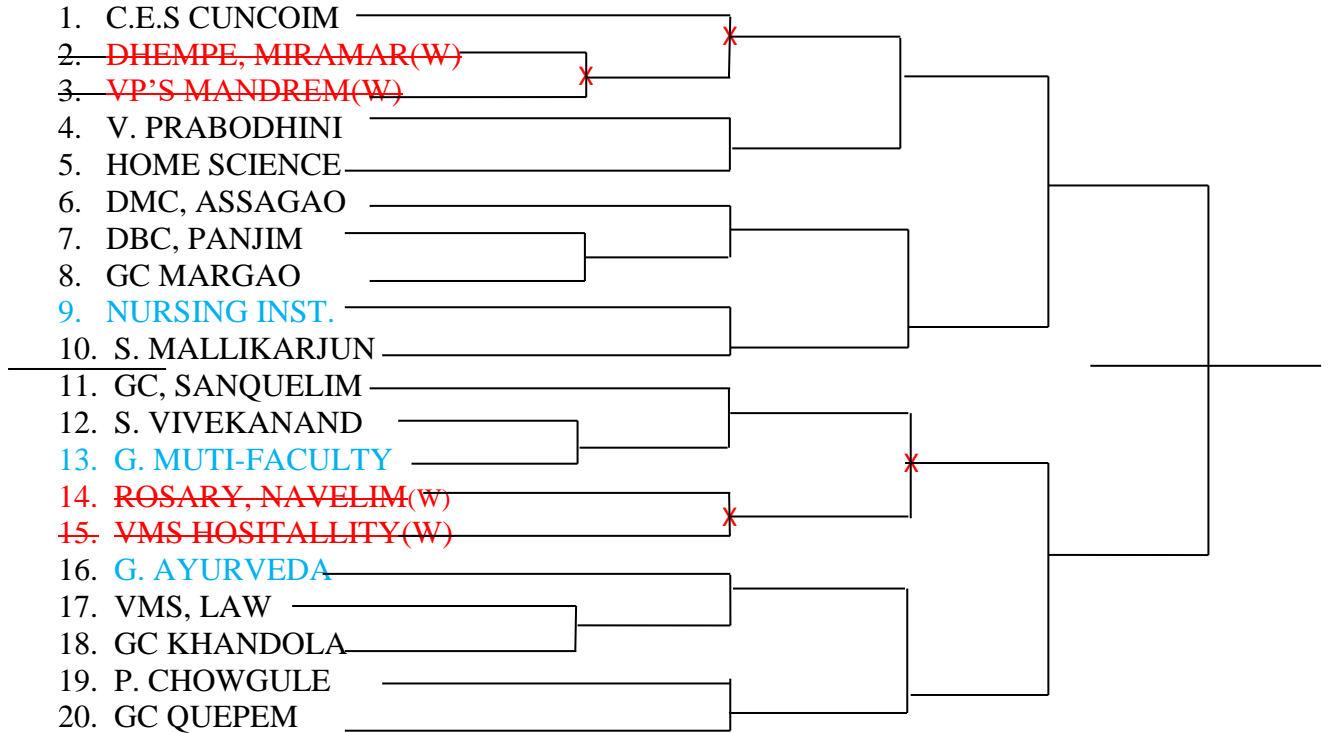 1. C.E.S CUNCOIM
2. DHEMPE, MIRAMAR(W)
X
3. VP'S MANDREM(W)
X
4. V. PRABODHINI
5. HOME SCIENCE
6. DMC, ASSAGAO
7. DBC, PANJIM
8. GC MARGAO
9. NURSING INST.
10. S. MALLIKARJUN
11. GC, SANQUELIM
12. S. VIVEKANAND
13. G. MUTI-FACULTY
X
14. ROSARY, NAVELIM(W)
X
15. VMS HOSITALLITY(W)
16. G. AYURVEDA
17. VMS, LAW
18. GC KHANDOLA
19. P. CHOWGULE
20. GC QUEPEM